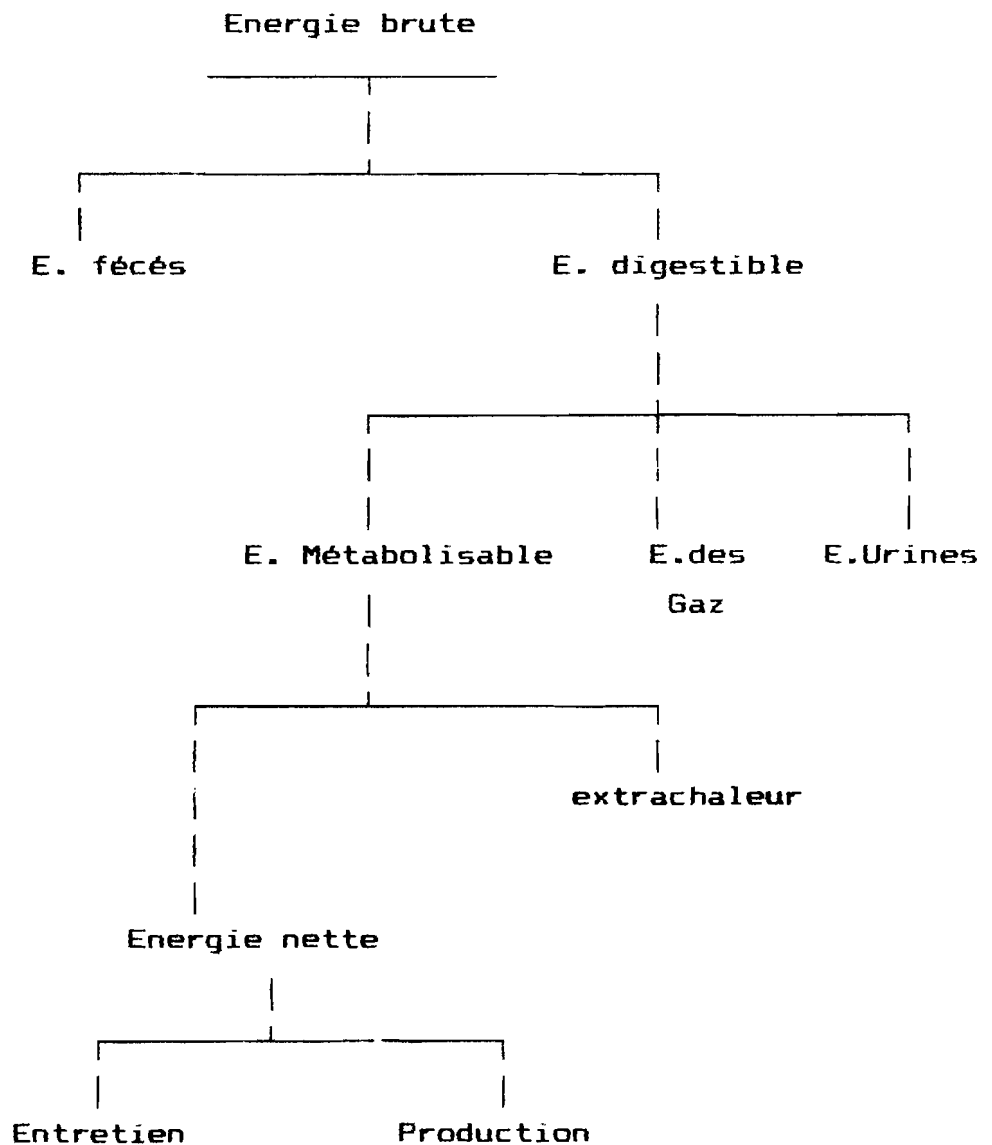 Energie brute
E. fécés
E. digestible
E. Métabolisable
E.des
Gaz
E.Urines
extrachaleur
Energie nette
Entretien
Production